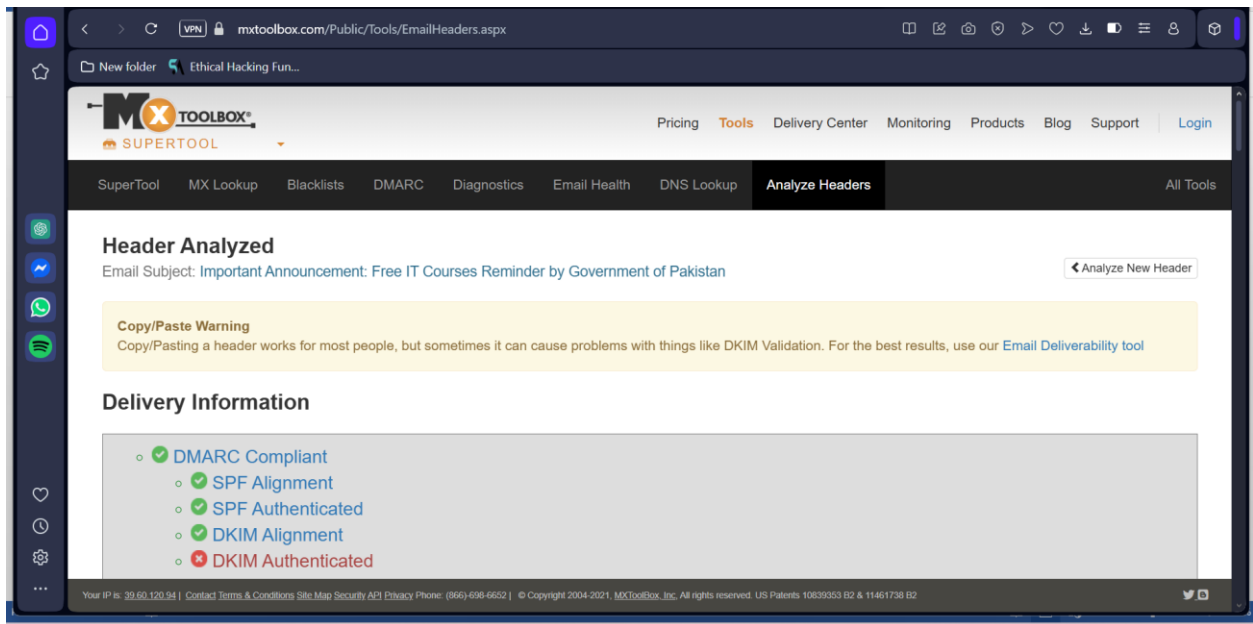 VPN mxtoolbox.com/Public/Tools/EmailHeaders.aspx
New folder Ethical Hacking Fun...
MX TOOLBOX®
SUPERTOOL
Pricing Tools Delivery Center Monitoring Products Blog Support Login
SuperTool MX Lookup Blacklists DMARC Diagnostics Email Health DNS Lookup Analyze Headers All Tools
Header Analyzed
Email Subject: Important Announcement: Free IT Courses Reminder by Government of Pakistan
Analyze New Header
Copy/Paste Warning
Copy/Pasting a header works for most people, but sometimes it can cause problems with things like DKIM Validation. For the best results, use our Email Deliverability tool
Delivery Information
DMARC Compliant
SPF Alignment
SPF Authenticated
DKIM Alignment
DKIM Authenticated
Your IP is: 39.60.120.94 | Contact Terms & Conditions Site Map Security API Privacy Phone: (866)-698-6652 | © Copyright 2004-2021, MXToolBox, Inc, All rights reserved. US Patents 10839353 B2 & 11461738 B2